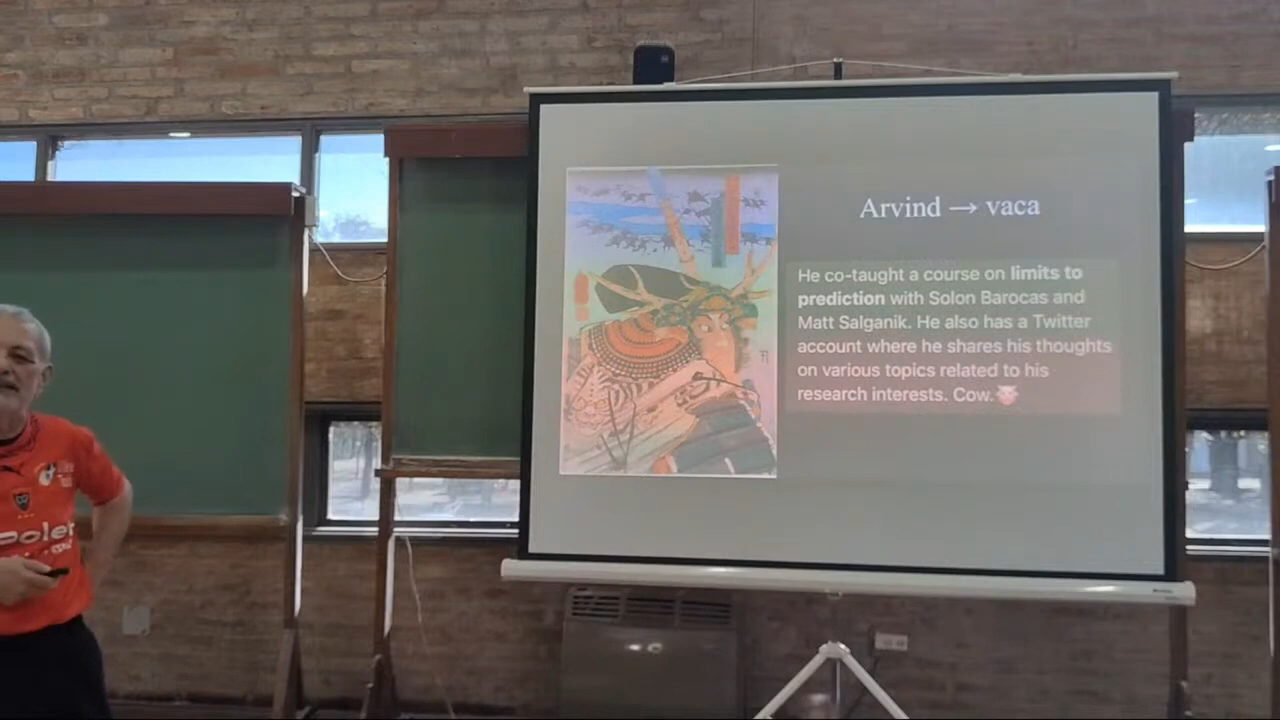 Arvind → vaca
He co-taught a course on limits to
prediction with Solon Barocas and
Matt Salganik. He also has a Twitter
account where he shares his thoughts
on various topics related to his
research interests. Cow.